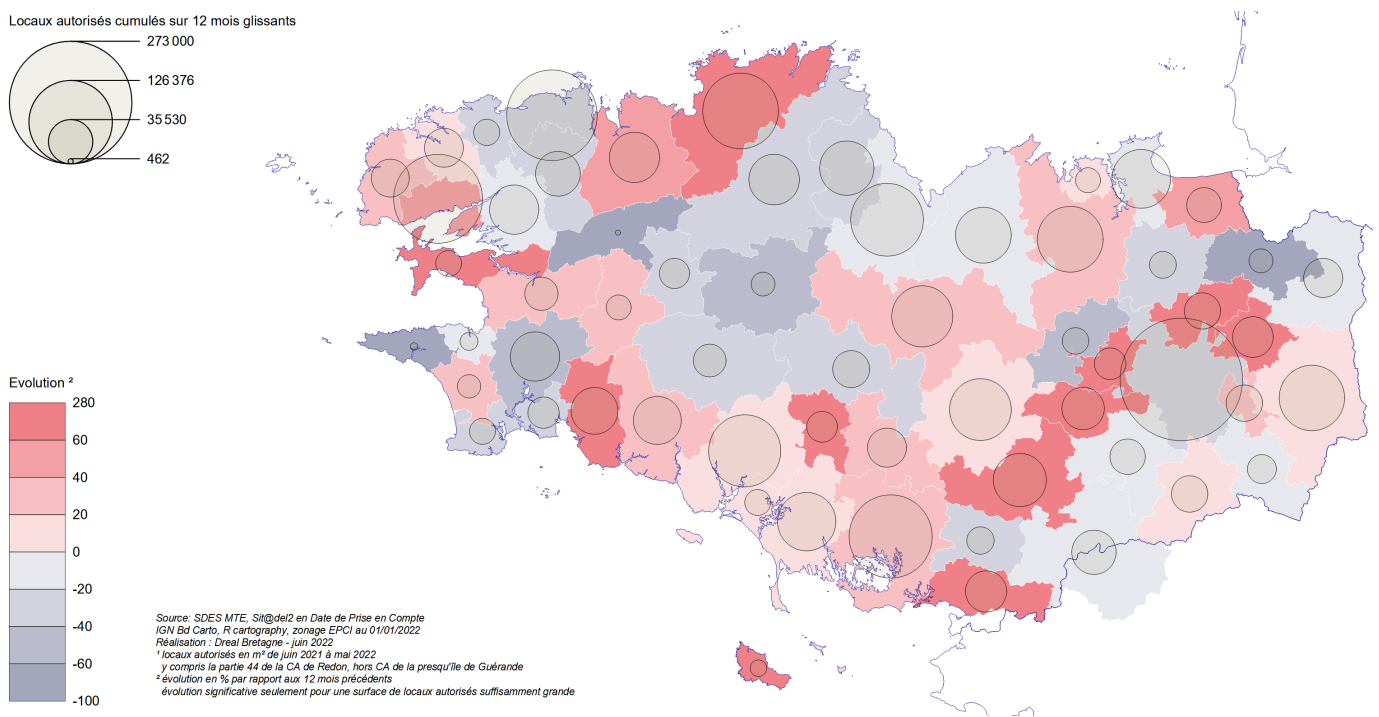 Locaux autorisés cumulés sur 12 mois glissants
273 000
126 376
35 530
462
Evolution ²
280
60
40
20
0
-20
-40
-60
-100
Source: SDES MTE, Sit@del2 en Date de Prise en Compte
IGN Bd Carto, R cartography, zonage EPCI au 01/01/2022
Réalisation : Dreal Bretagne - juin 2022
¹ locaux autorisés en m² de juin 2021 à mai 2022
y compris la partie 44 de la CA de Redon, hors CA de la presqu'île de Guérande
² évolution en % par rapport aux 12 mois précédents
évolution significative seulement pour une surface de locaux autorisés suffisamment grande